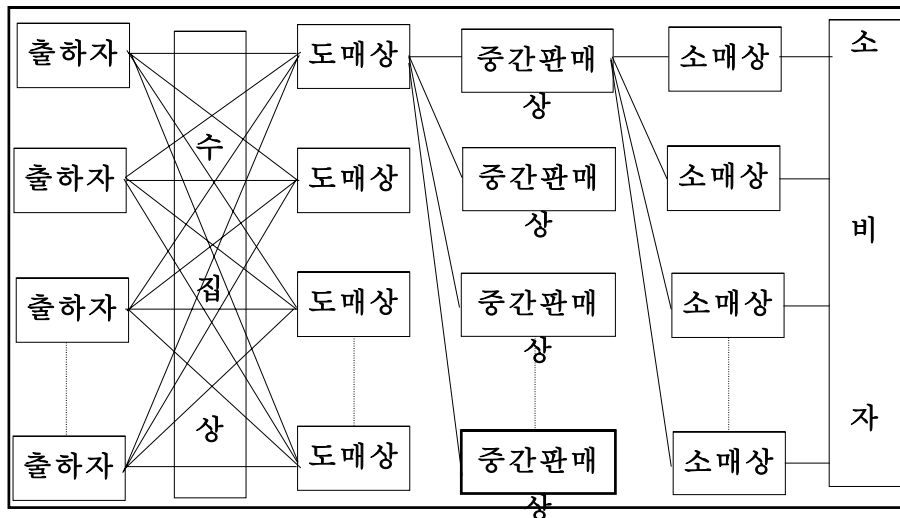 출하자
출하자
출하자
출하자
수
집
상
도매상
도매상
도매상
도매상
중간판매
상
중간판매
상
중간판매
상
중간판매
상
소매상
소매상
소매상
소매상
소
비
자